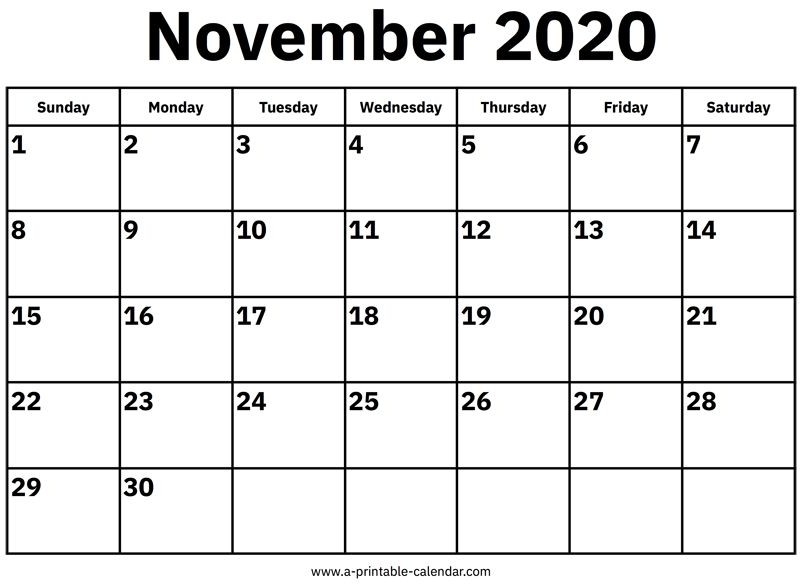 November 2020
Sunday Monday Tuesday Wednesday Thursday Friday Saturday
1 2 3 4 5 6 7
8 9 10 11 12 13 14
15 16 17 18 19 20 21
22 23 24 25 26 27 28
29 30
www.a-printable-calendar.com